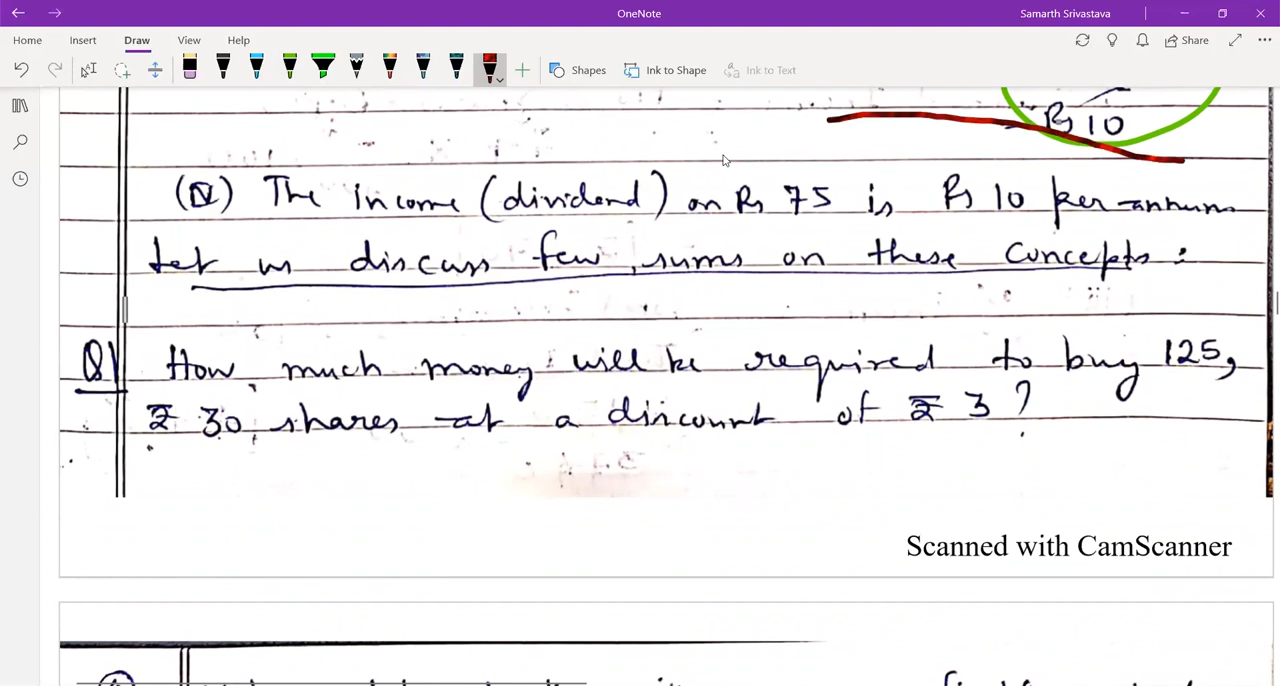 OneNote
Samarth Srivastava
Home Insert Draw View Help
Share
Shapes Ink to Shape Ink to Text
Rs 10
(iv) The Income (dividend) on Rs 75 is Rs 10 per-annum
Let us discuss few sums on these concepts :
Q1 How much money will be required to buy 125,
₹ 30 shares at a discount of ₹ 3 ?
Scanned with CamScanner